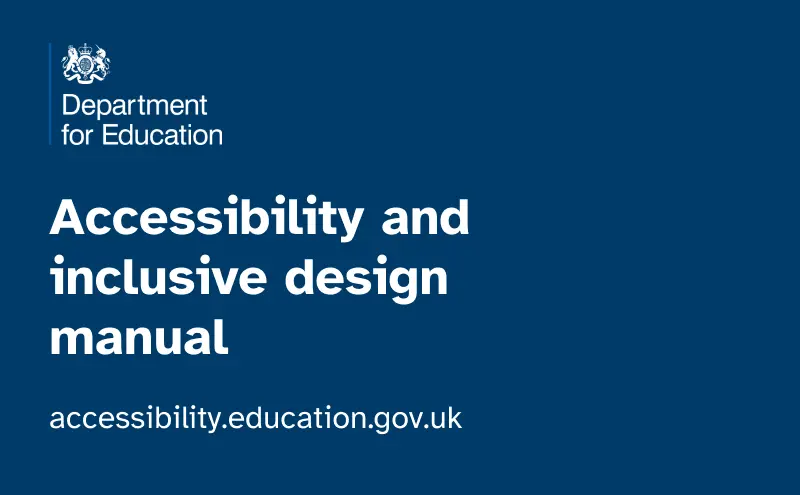 Department
for Education
Accessibility and
inclusive design
manual
accessibility.education.gov.uk